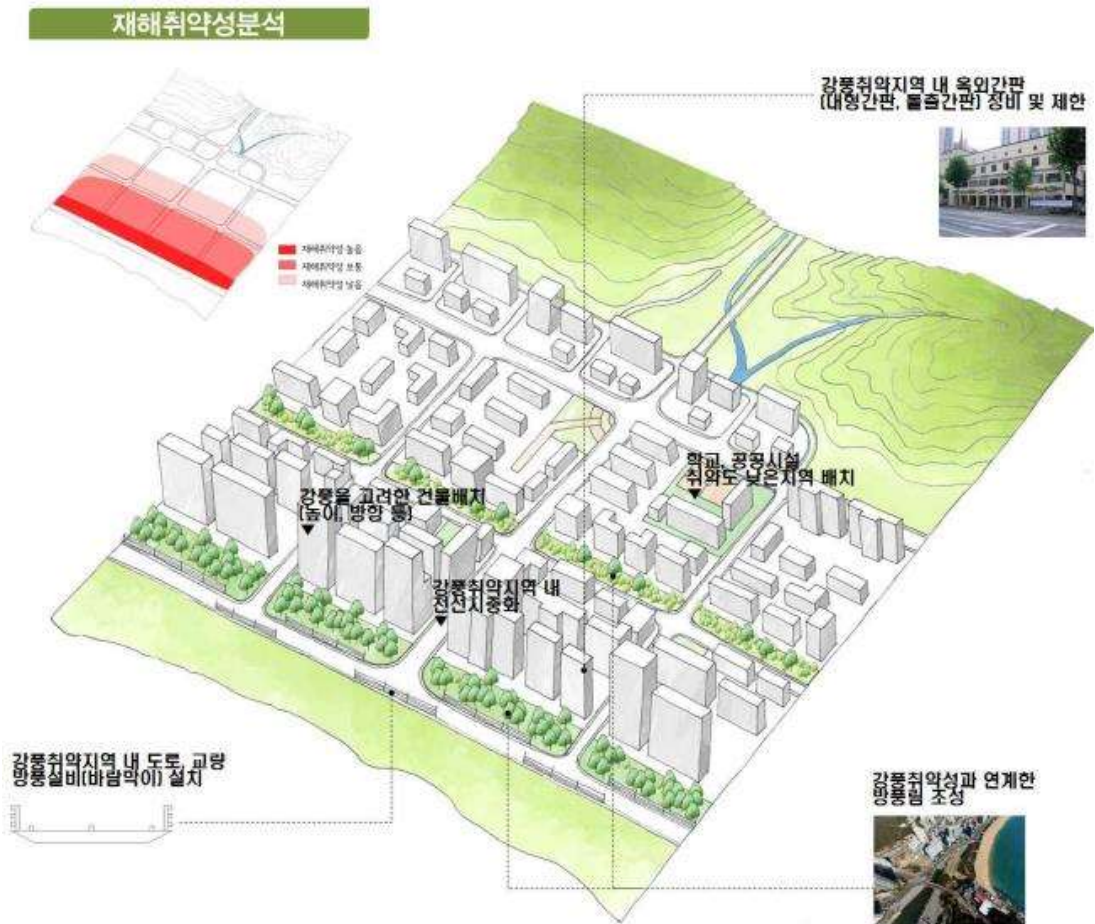 재해취약성분석
강풍취약지역 내 옥외간판
(대형간판, 돌출간판) 정비 및 제한
재해취약성 높음
재해취약성 보통
재해취약성 낮음
학교, 공공시설
취약도 낮은지역 배치
강풍을 고려한 건물배치
(높이, 방향 등)
강풍취약지역 내
전선지중화
강풍취약지역 내 도로, 교량
방풍설비(바람막이) 설치
강풍취약성과 연계한
방풍림 조성